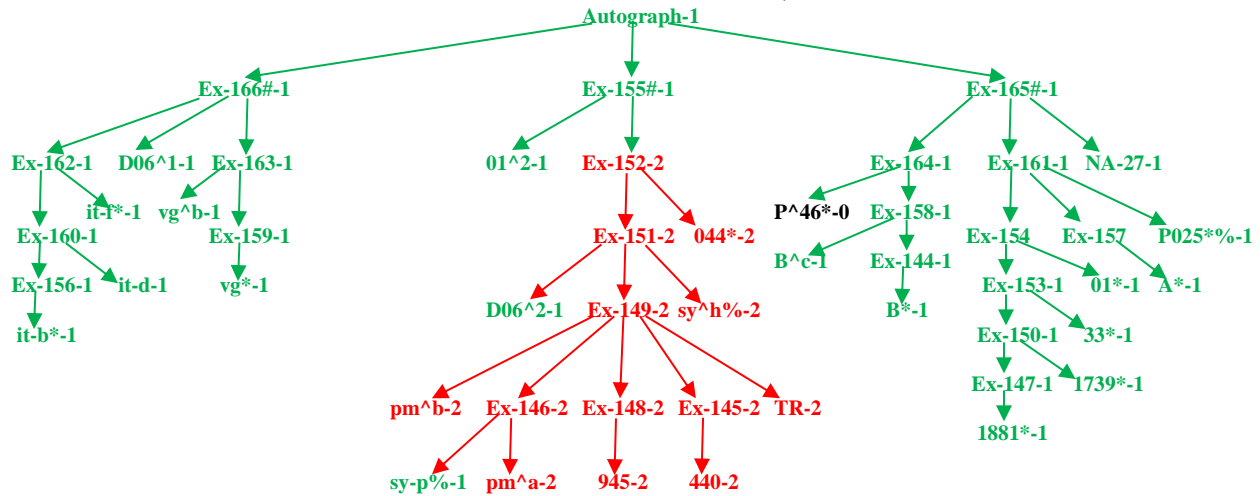 Autograph-1
Ex-166#-1 Ex-155#-1 Ex-165#-1
Ex-162-1 D06^1-1 Ex-163-1 01^2-1 Ex-152-2 Ex-164-1 Ex-161-1 NA-27-1
it-f*-1 vg^b-1 P^46*-0 Ex-158-1
Ex-160-1 Ex-159-1 Ex-151-2 044*-2 Ex-154 Ex-157 P025*%-1
B^c-1 Ex-144-1
Ex-156-1 it-d-1 vg*-1 Ex-153-1 01*-1 A*-1
D06^2-1 Ex-149-2 sy^h%-2 B*-1
it-b*-1 Ex-150-1 33*-1
Ex-147-1 1739*-1
pm^b-2 Ex-146-2 Ex-148-2 Ex-145-2 TR-2
1881*-1
sy-p%-1 pm^a-2 945-2 440-2